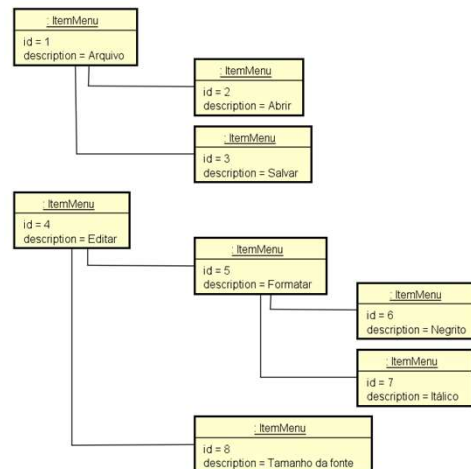 : ItemMenu
id = 1
description = Arquivo
: ItemMenu
id = 2
description = Abrir
: ItemMenu
id = 3
description = Salvar
: ItemMenu
id = 4
description = Editar
: ItemMenu
id = 5
description = Formatar
: ItemMenu
id = 6
description = Negrito
: ItemMenu
id = 7
description = Itálico
: ItemMenu
id = 8
description = Tamanho da fonte